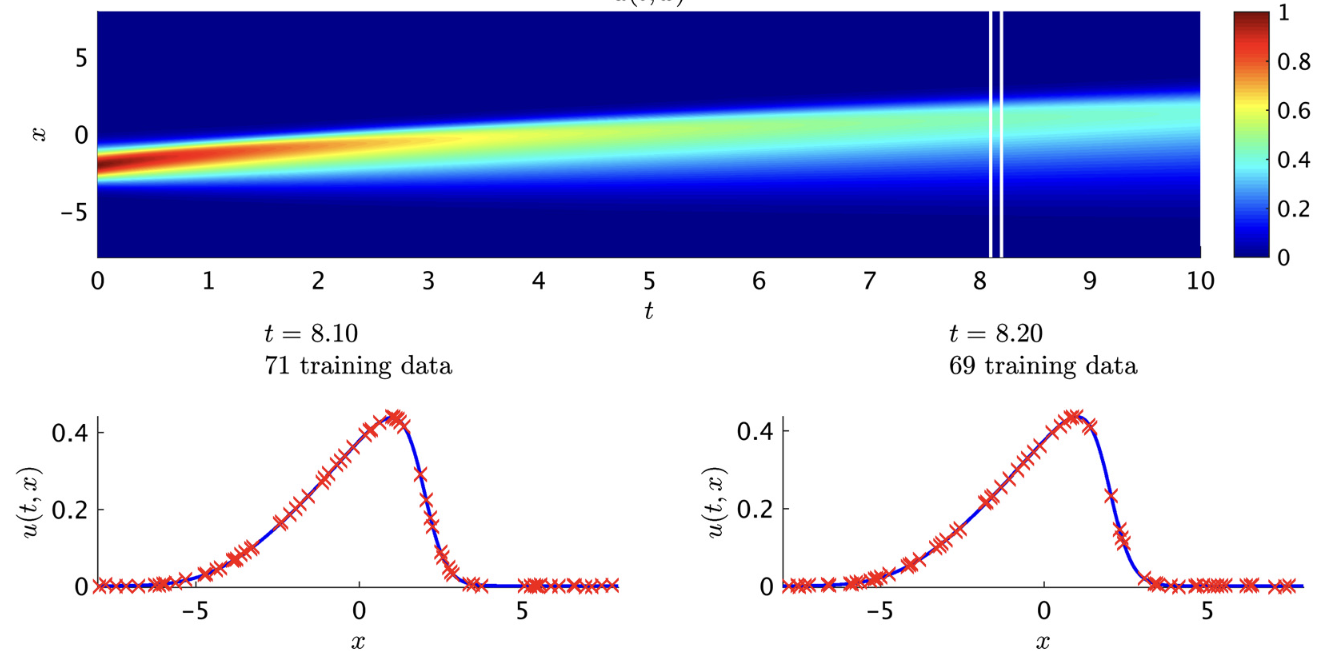 1
0.8
0.6
0.4
0.2
0
5
0
−5
x
0 1 2 3 4 5 6 7 8 9 10
t
t = 8.10
71 training data
t = 8.20
69 training data
0.4
0.2
0
u(t, x)
−5 0 5
x
0.4
0.2
0
u(t, x)
−5 0 5
x